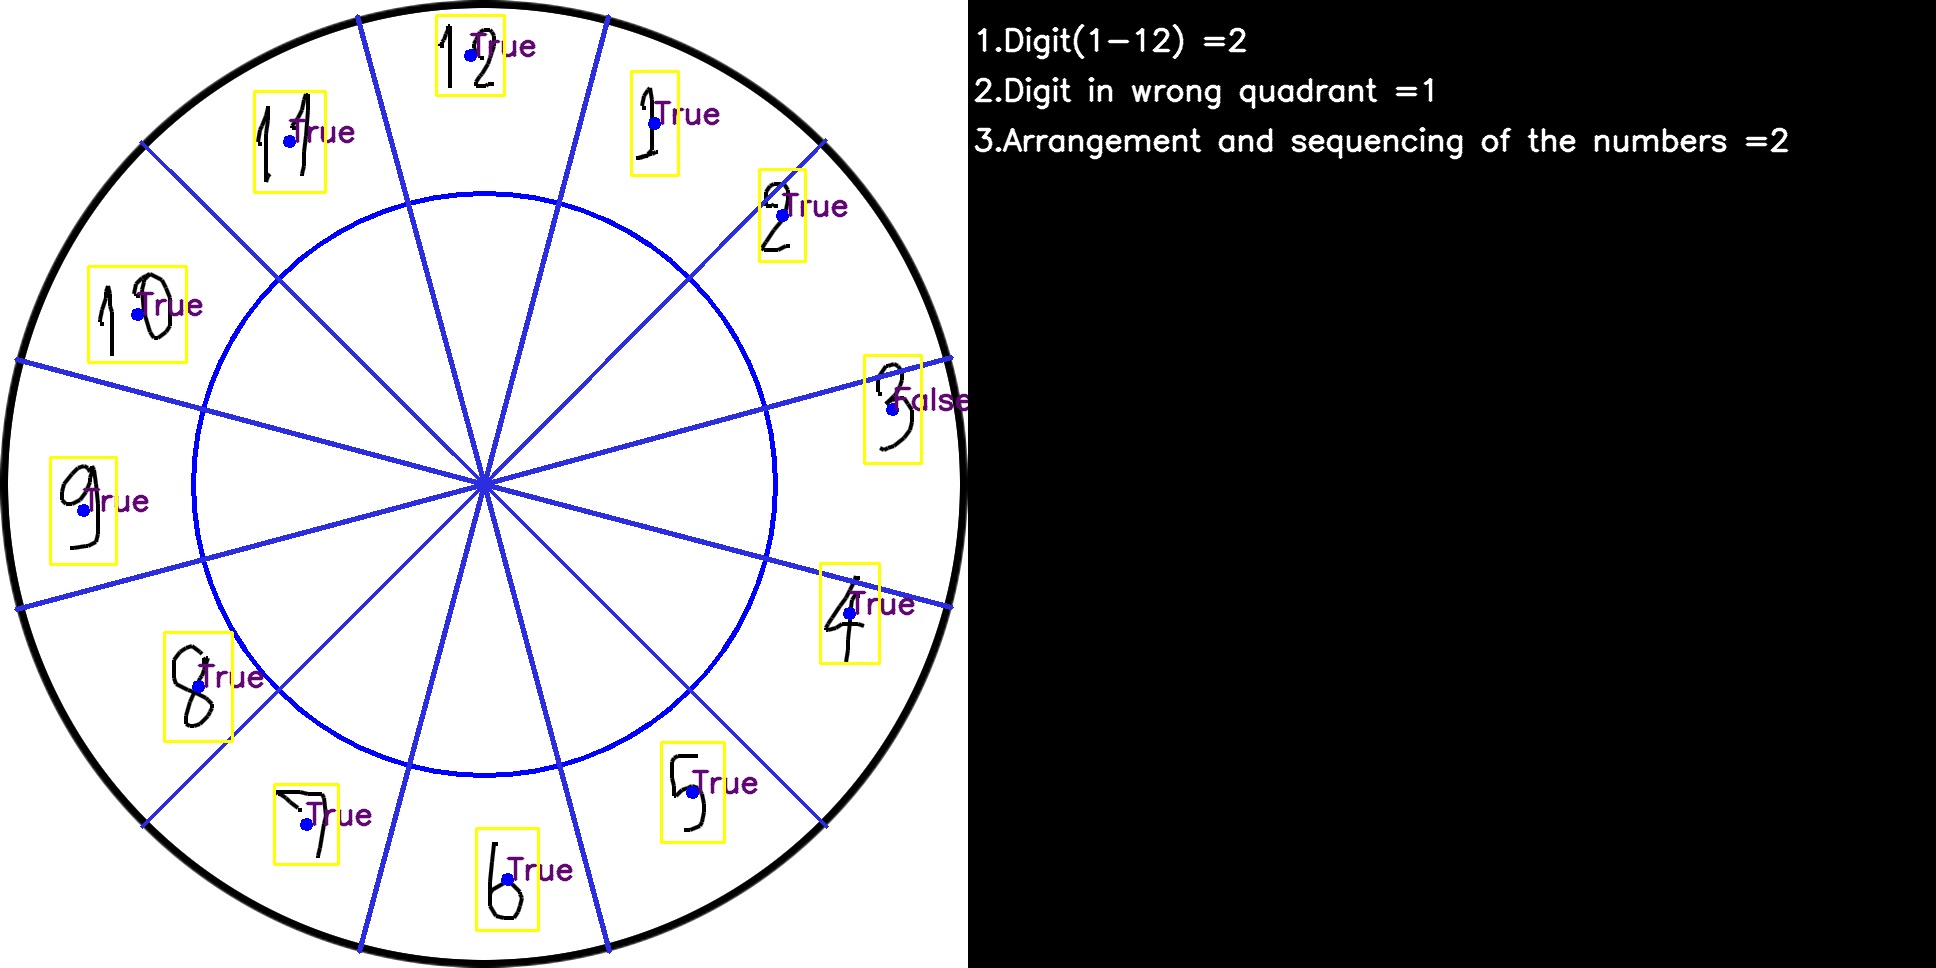 12 True
11 True
1 True
2 True
10 True
3 False
9 True
4 True
8 True
5 True
7 True
6 True
1.Digit(1-12) =2
2.Digit in wrong quadrant =1
3.Arrangement and sequencing of the numbers =2